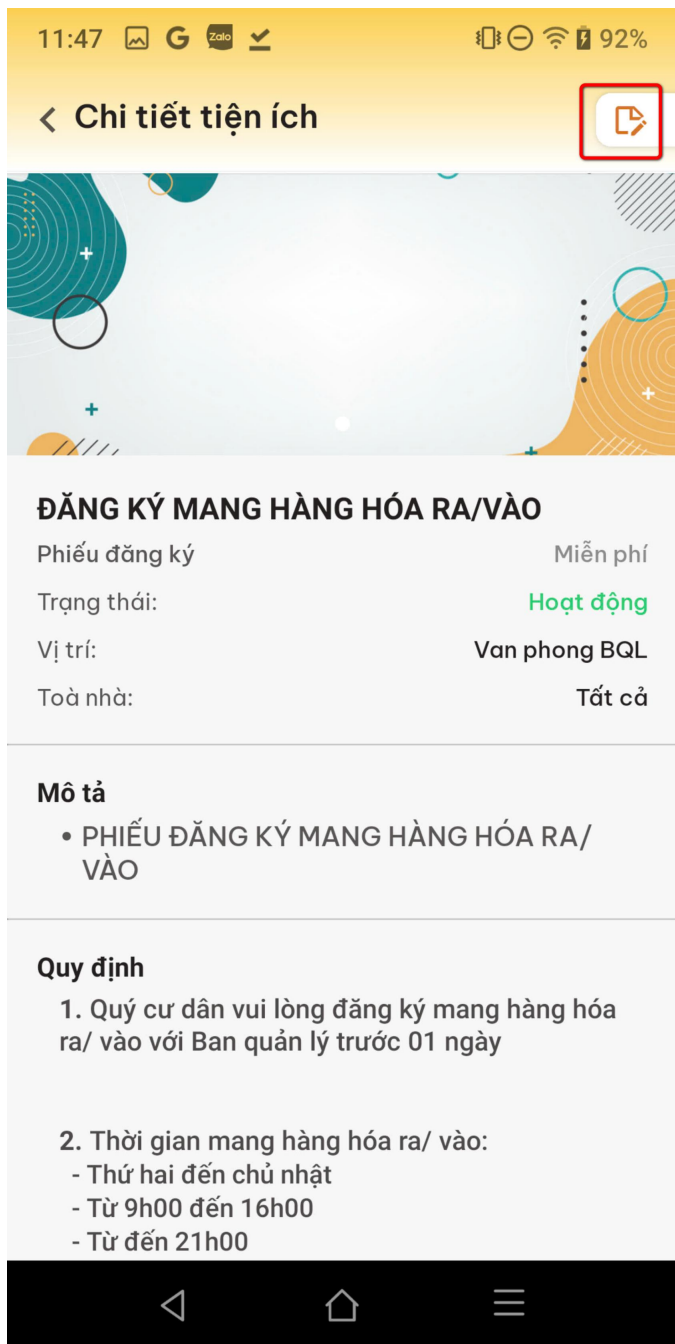 11:47 G Zalo 92%
Chi tiết tiện ích
ĐĂNG KÝ MANG HÀNG HÓA RA/VÀO
Phiếu đăng ký Miễn phí
Trạng thái: Hoạt động
Vị trí: Van phong BQL
Toà nhà: Tất cả
Mô tả
• PHIẾU ĐĂNG KÝ MANG HÀNG HÓA RA/
VÀO
Quy định
1. Quý cư dân vui lòng đăng ký mang hàng hóa
ra/ vào với Ban quản lý trước 01 ngày
2. Thời gian mang hàng hóa ra/ vào:
- Thứ hai đến chủ nhật
- Từ 9h00 đến 16h00
- Từ đến 21h00